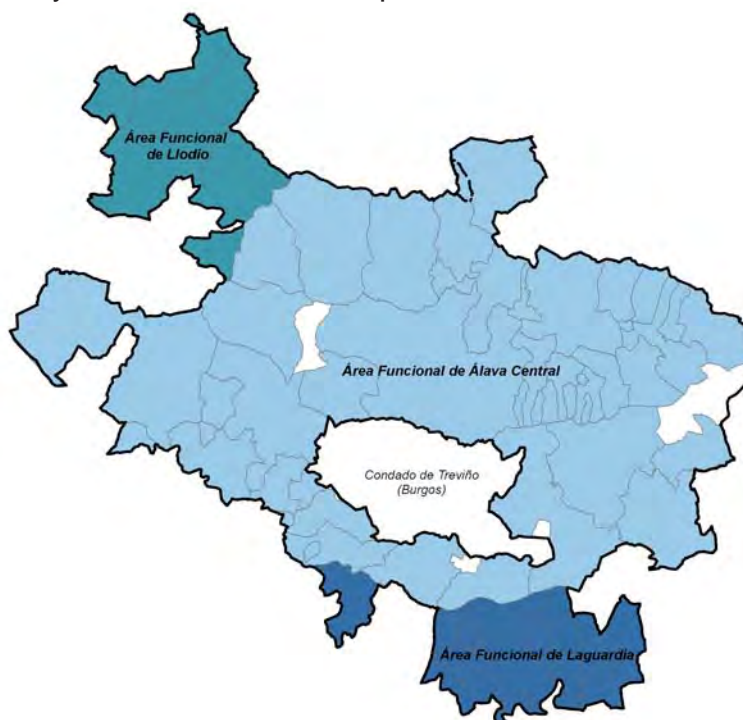 Área Funcional
de Llodio
Área Funcional de Álava Central
Condado de Treviño
(Burgos)
Área Funcional de Laguardia